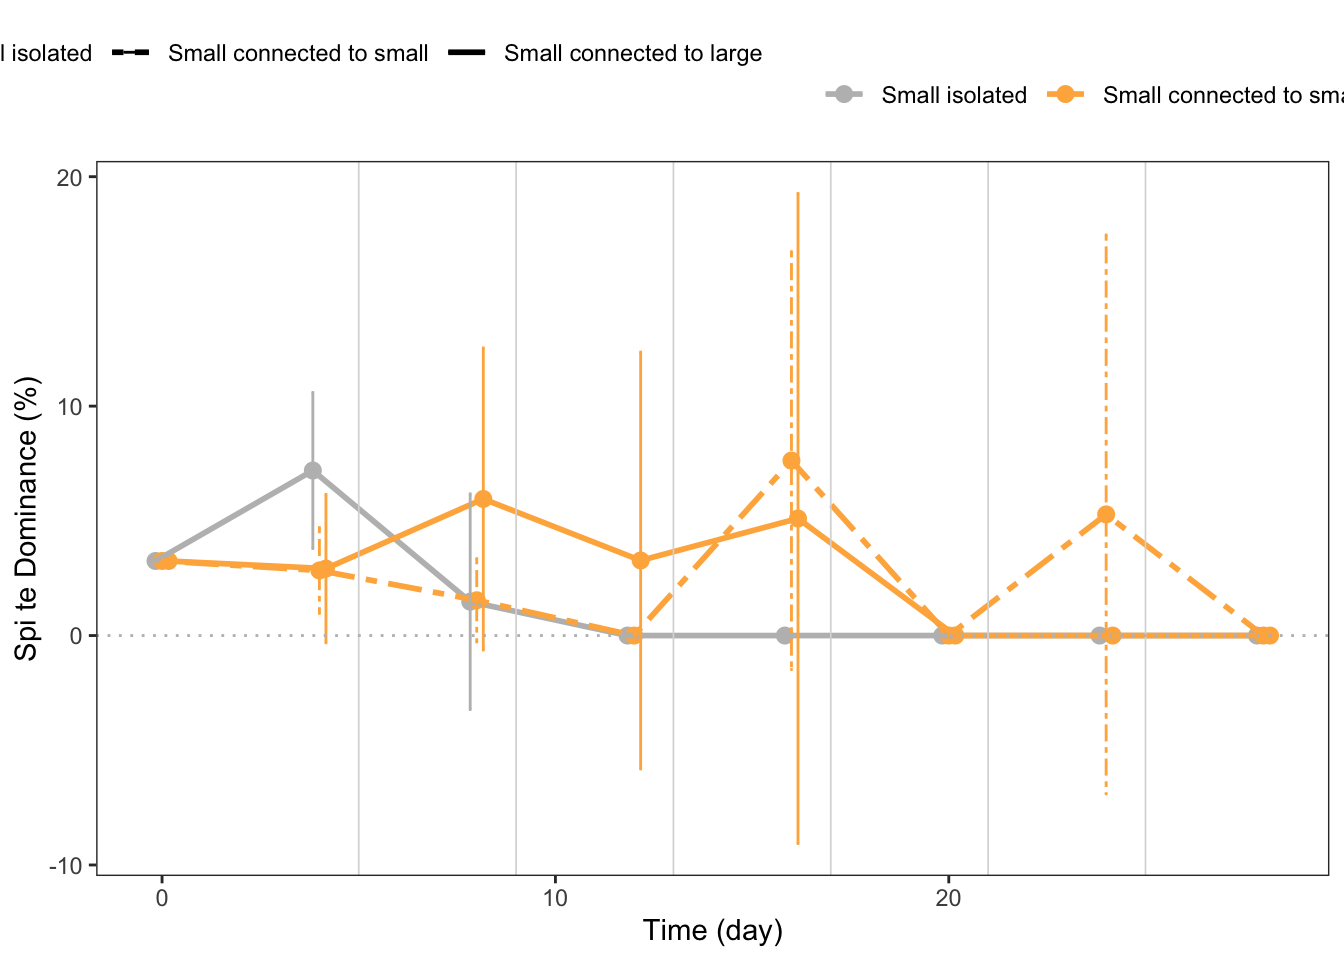 l isolated Small connected to small Small connected to large
Small isolated Small connected to sma
20
10
0
-10
Spi te Dominance (%)
0 10 20
Time (day)